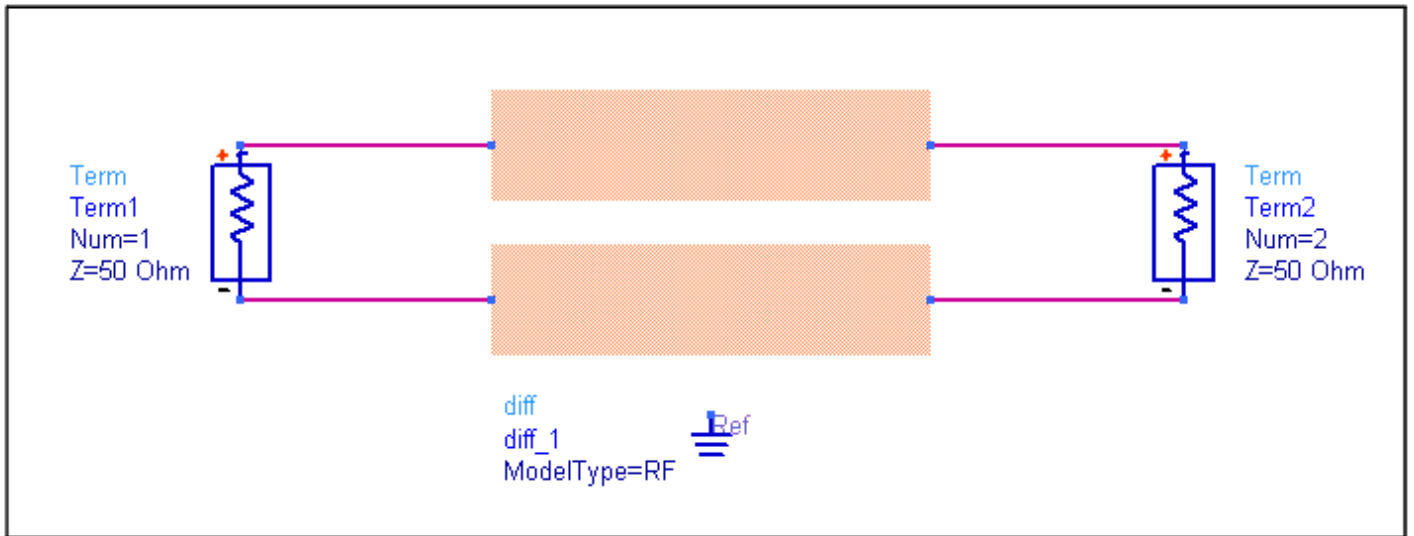 +
Term
Term1
Num=1
Z=50 Ohm
-
+
Term
Term2
Num=2
Z=50 Ohm
-
diff
diff_1
ModelType=RF
Ref